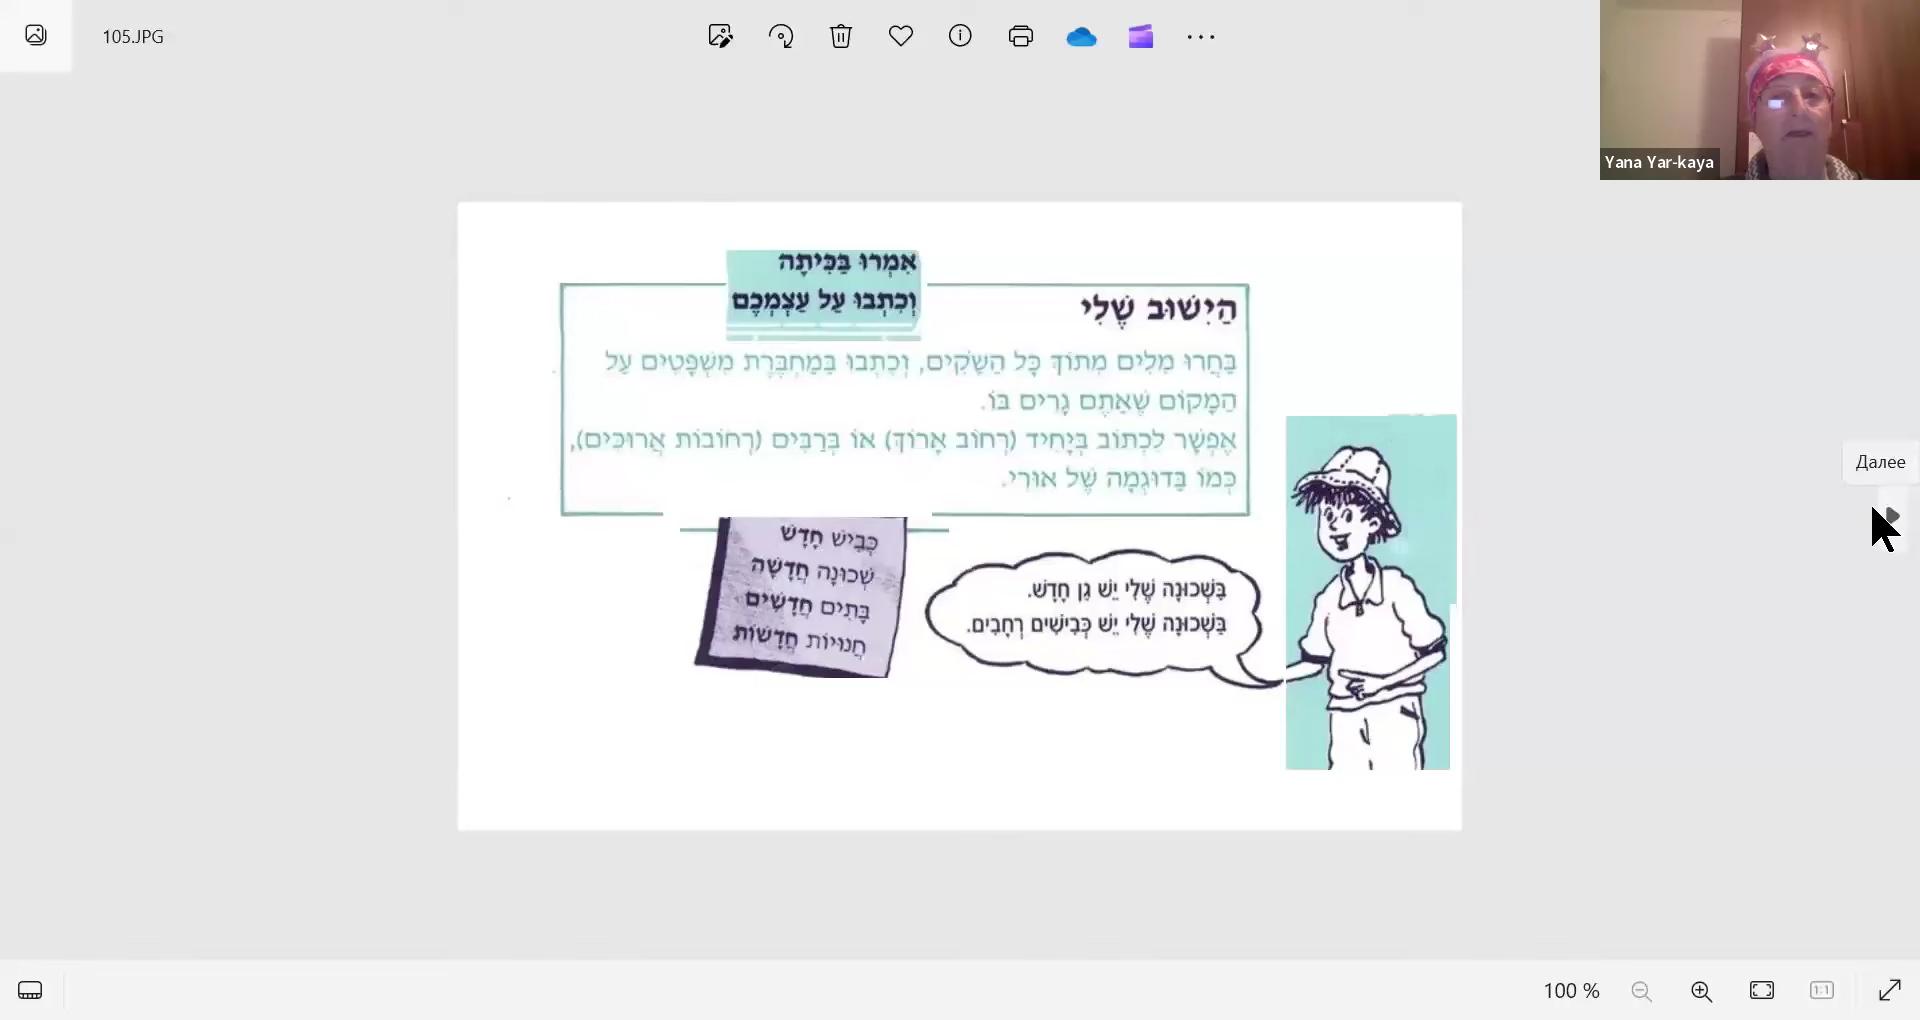 105.JPG
Yana Yar-kaya
אִמְרוּ בַּכִּיתָה
וְכִתְבוּ עַל עַצְמְכֶם
הַיִּשּׁוּב שֶׁלִּי
בַּחֲרוּ מִלִּים מִתּוֹךְ כָּל הַשַּׂקִּים, וְכִתְבוּ בַּמַּחְבֶּרֶת מִשְׁפָּטִים עַל
הַמָּקוֹם שֶׁאַתֶּם גָּרִים בּוֹ.
אֶפְשָׁר לִכְתּוֹב בְּיָחִיד (רְחוֹב אָרוֹךְ) אוֹ בְּרַבִּים (רְחוֹבוֹת אֲרוּכִּים),
כְּמוֹ בַּדּוּגְמָה שֶׁל אוּרִי.
Далее
כְּבִישׁ חָדָשׁ
שְׁכוּנָה חֲדָשָׁה
בָּתִּים חֲדָשִׁים
חֲנוּיּוֹת חֲדָשׁוֹת
בַּשְּׁכוּנָה שֶׁלִּי יֵשׁ גַּן חָדָשׁ.
בַּשְּׁכוּנָה שֶׁלִּי יֵשׁ כְּבִישִׁים רְחָבִים.
100 %
1:1